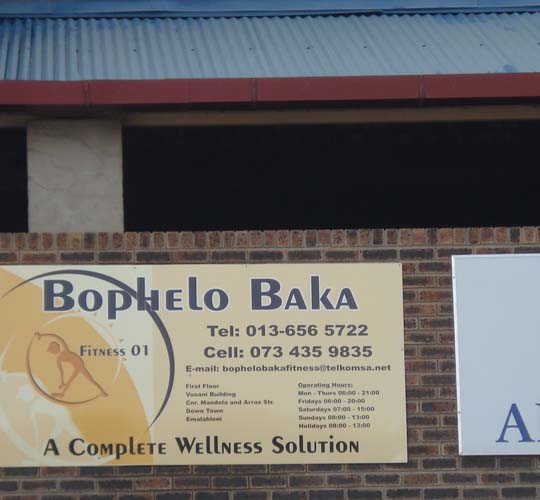 Bophelo Baka
Fitness 01
Tel: 013-656 5722
Cell: 073 435 9835
E-mail: bophelobakafitness@telkomsa.net
First Floor
Vusani Building
Cnr. Mandela and Arras Str.
Down Town
Emalahleni
Operating Hours:
Mon - Thurs 06:00 - 21:00
Fridays 06:00 - 20:00
Saturdays 07:00 - 15:00
Sundays 08:00 - 13:00
Holidays 08:00 - 13:00
A Complete Wellness Solution